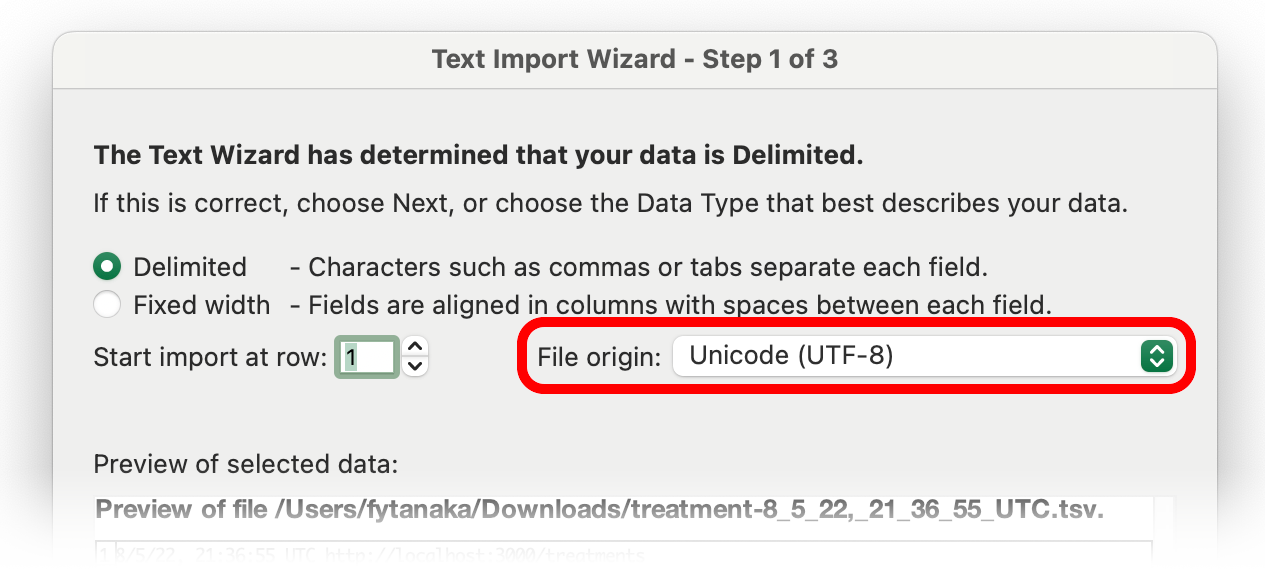 Text Import Wizard - Step 1 of 3
The Text Wizard has determined that your data is Delimited.
If this is correct, choose Next, or choose the Data Type that best describes your data.
Delimited - Characters such as commas or tabs separate each field.
Fixed width - Fields are aligned in columns with spaces between each field.
Start import at row: 1 File origin: Unicode (UTF-8)
Preview of selected data:
Preview of file /Users/fytanaka/Downloads/treatment-8_5_22,_21_36_55_UTC.tsv.
1 8/5/22, 21:36:55 UTC http://localhost:3000/treatments